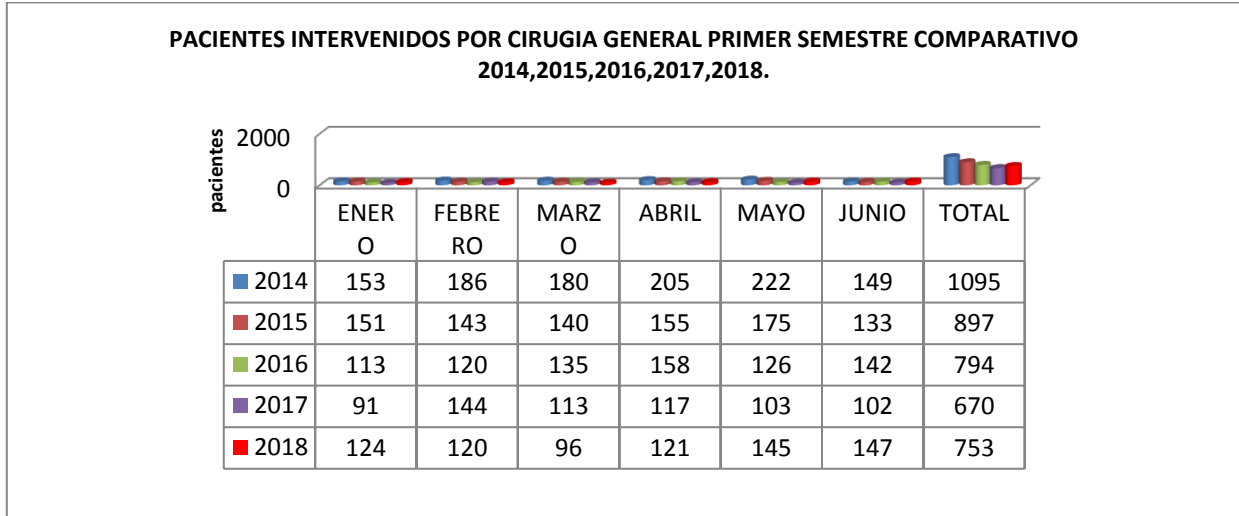 PACIENTES INTERVENIDOS POR CIRUGIA GENERAL PRIMER SEMESTRE COMPARATIVO
2014,2015,2016,2017,2018.
pacientes
2000
0
ENER
O
FEBRE
RO
MARZ
O
ABRIL
MAYO
JUNIO
TOTAL
2014 153 186 180 205 222 149 1095
2015 151 143 140 155 175 133 897
2016 113 120 135 158 126 142 794
2017 91 144 113 117 103 102 670
2018 124 120 96 121 145 147 753